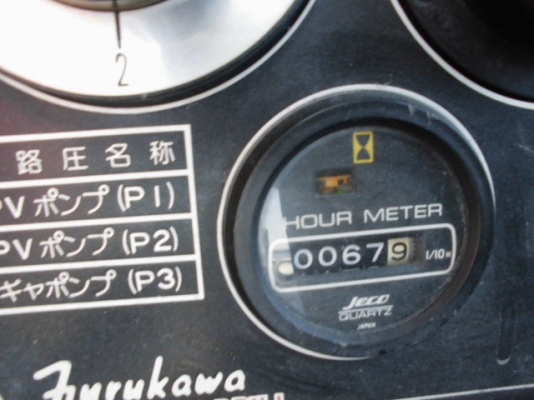 2
路圧名称
PVポンプ(P1)
PVポンプ(P2)
ギヤポンプ(P3)
HOUR METER
00679 1/10H
Jeco
QUARTZ
JAPAN
Furukawa